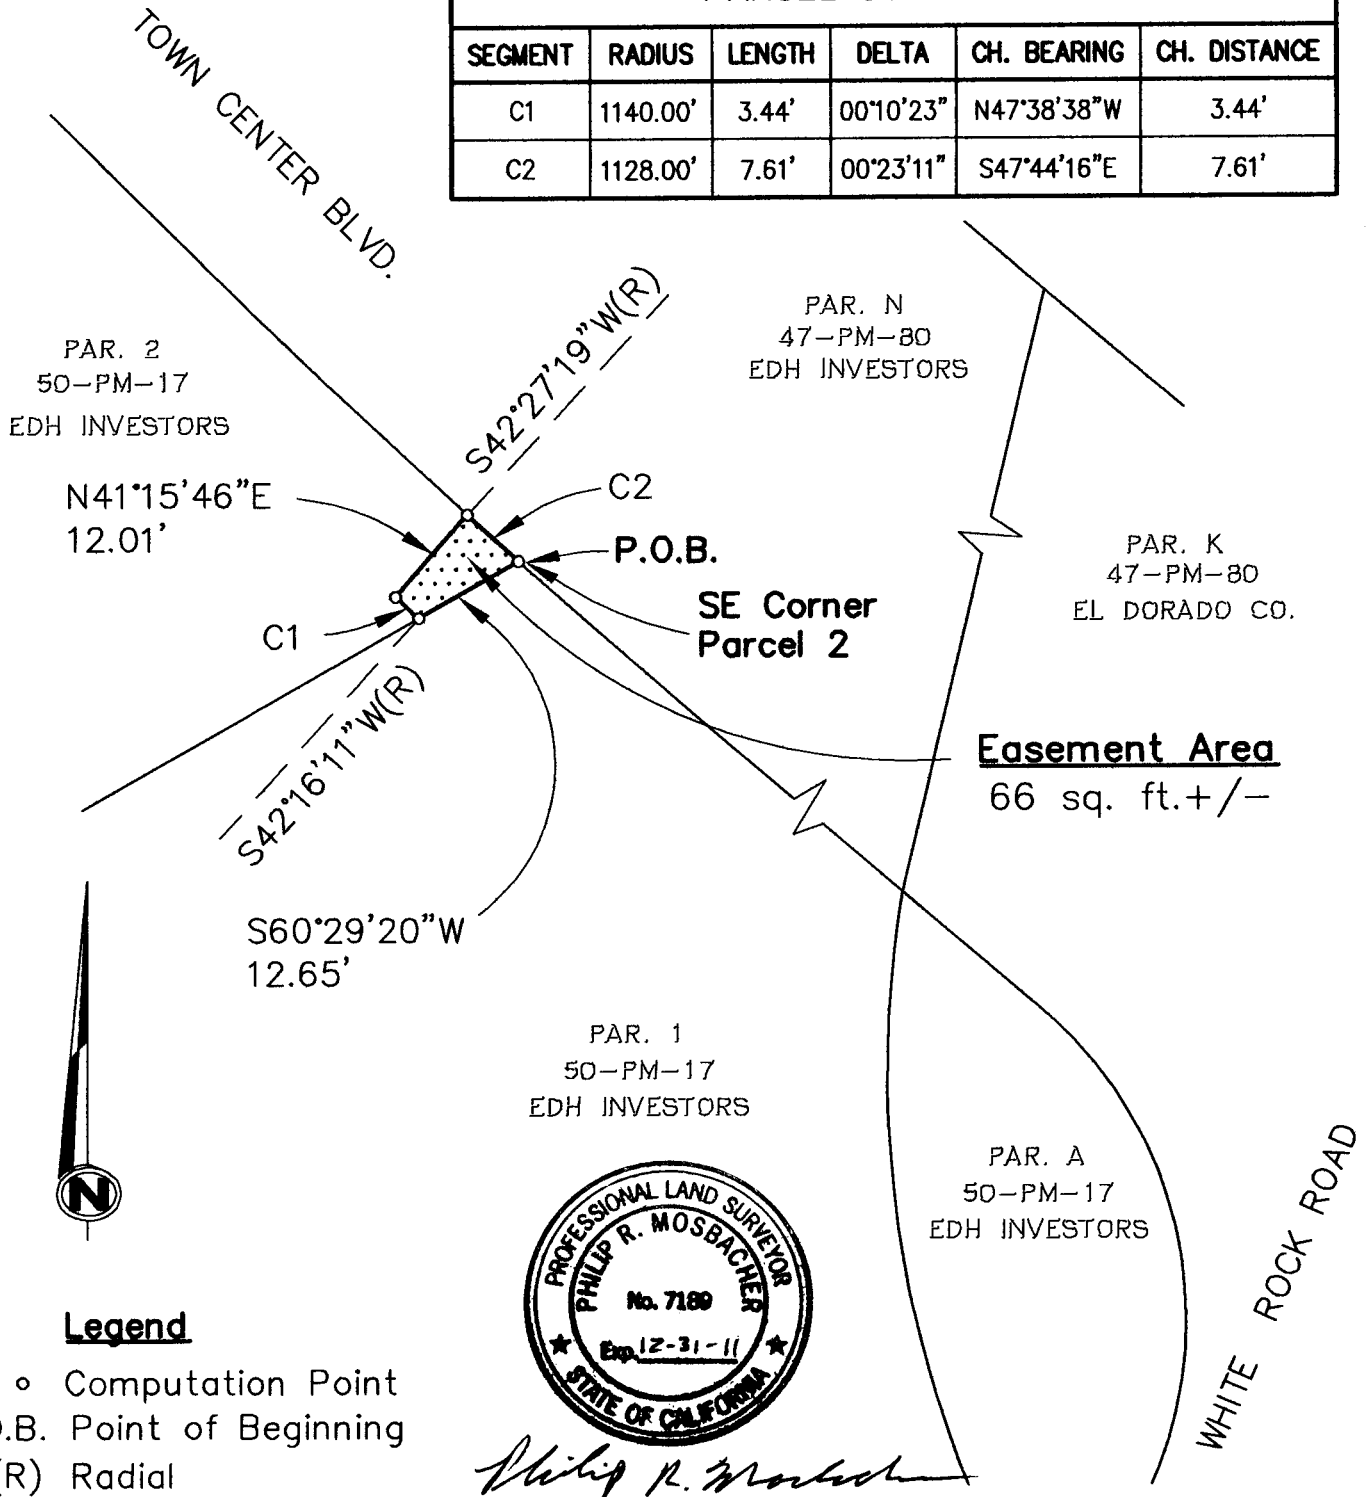 SEGMENT RADIUS LENGTH DELTA CH. BEARING CH. DISTANCE
C1 1140.00' 3.44' 00°10'23" N47°38'38"W 3.44'
C2 1128.00' 7.61' 00°23'11" S47°44'16"E 7.61'
TOWN CENTER BLVD.
PAR. 2
50-PM-17
EDH INVESTORS
S42°27'19"W(R)
PAR. N
47-PM-80
EDH INVESTORS
N41°15'46"E
12.01'
C2
P.O.B.
SE Corner
Parcel 2
PAR. K
47-PM-80
EL DORADO CO.
C1
S42°16'11"W(R)
Easement Area
66 sq. ft.+/-
S60°29'20"W
12.65'
PAR. 1
50-PM-17
EDH INVESTORS
PAR. A
50-PM-17
EDH INVESTORS
WHITE ROCK ROAD
N
PROFESSIONAL LAND SURVEYOR
PHILIP R. MOSBACHER
No. 7189
Exp. 12-31-11
STATE OF CALIFORNIA
Legend
Computation Point
.B. Point of Beginning
(R) Radial
Philip R. Mosbacher